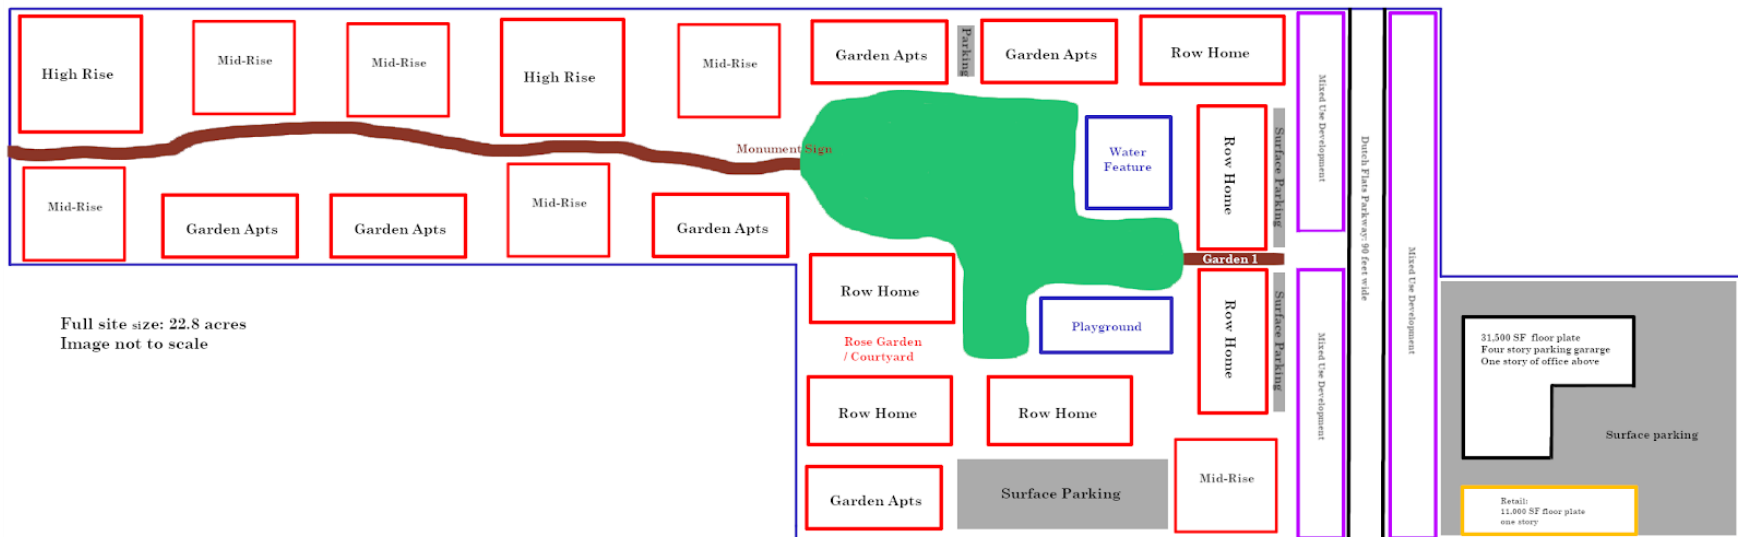 High Rise
Mid-Rise
Mid-Rise
High Rise
Mid-Rise
Garden Apts
Parking
Garden Apts
Row Home
Mixed Use Development
Dutch Flats Parkway: 90 feet wide
Mixed Use Development
Monument Sign
Water
Feature
Row Home
Surface Parking
Mid-Rise
Garden Apts
Garden Apts
Mid-Rise
Garden Apts
Garden 1
Row Home
Rose Garden
/ Courtyard
Playground
Row Home
Surface Parking
Mixed Use Development
Full site size: 22.8 acres
Image not to scale
31,500 SF floor plate
Four story parking gararge
One story of office above
Surface parking
Row Home
Row Home
Garden Apts
Surface Parking
Mid-Rise
Retail:
11,000 SF floor plate
one story